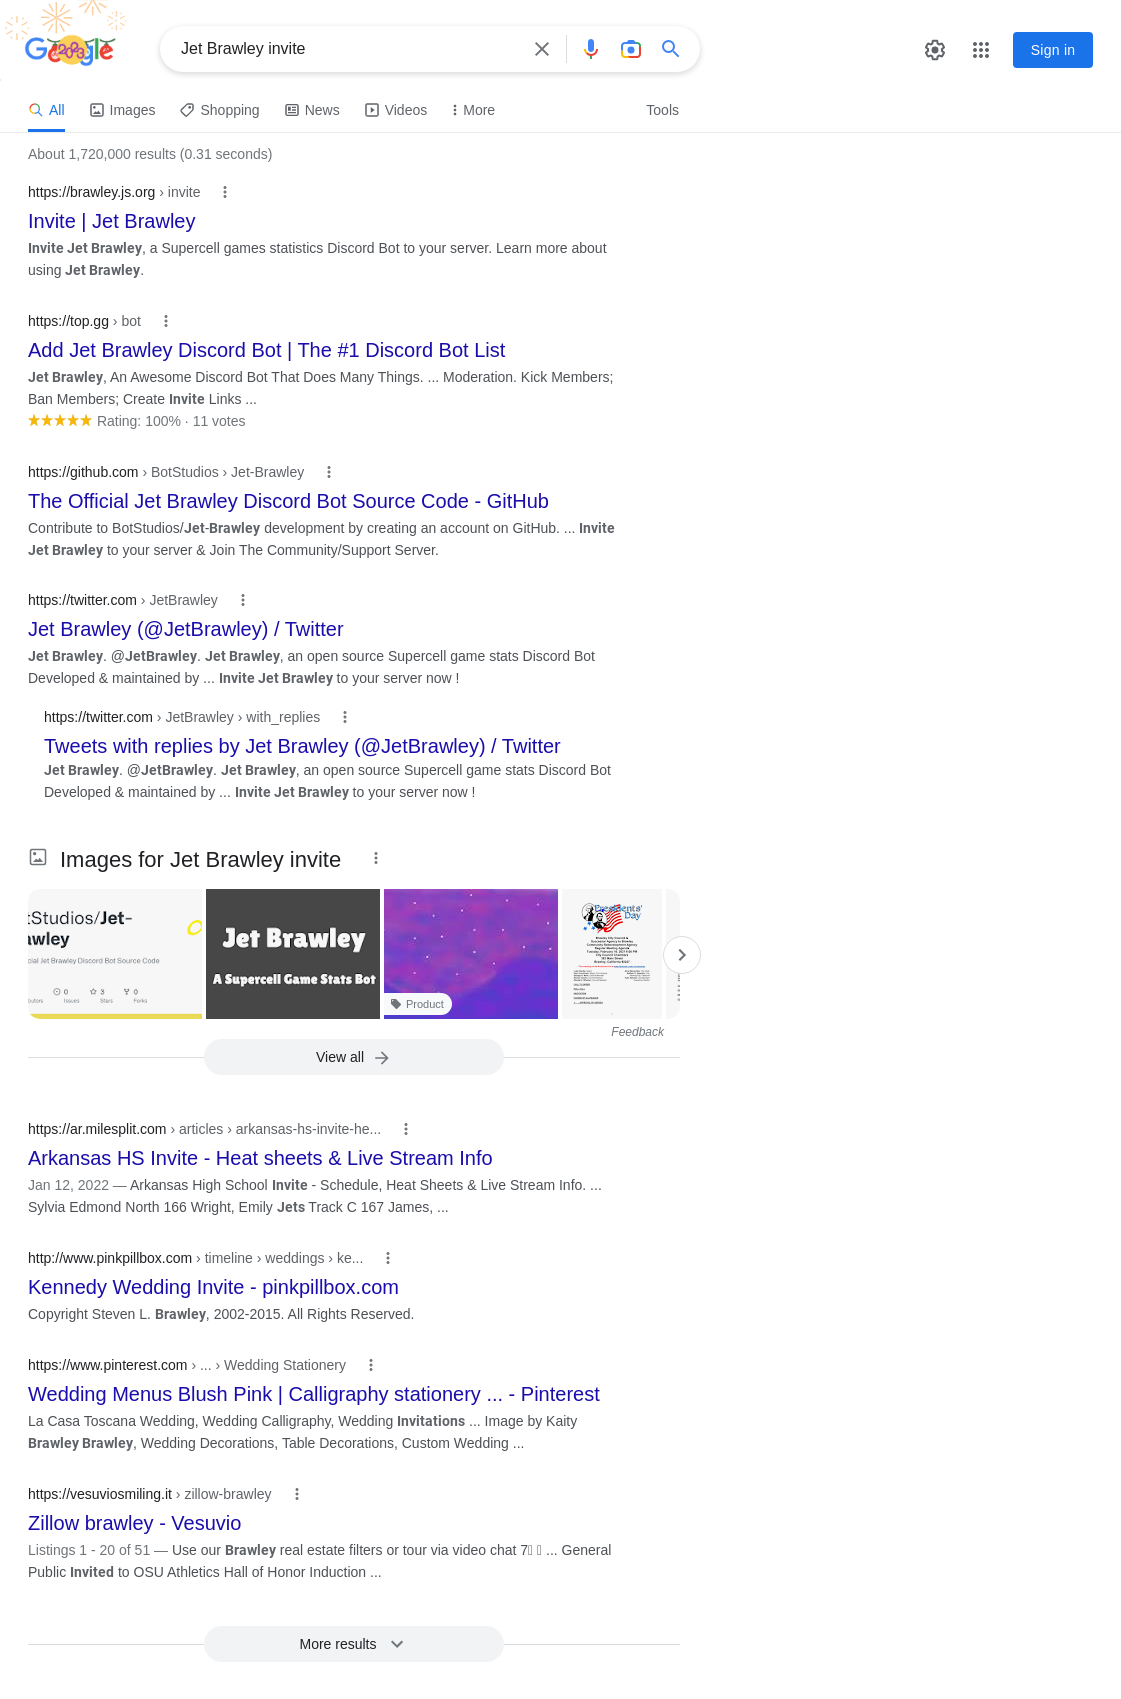 Google
Jet Brawley invite
Sign in
All
Images
Shopping
News
Videos
More
Tools
About 1,720,000 results (0.31 seconds)
https://brawley.js.org › invite
Invite | Jet Brawley
Invite Jet Brawley, a Supercell games statistics Discord Bot to your server. Learn more about
using Jet Brawley.
https://top.gg › bot
Add Jet Brawley Discord Bot | The #1 Discord Bot List
Jet Brawley, An Awesome Discord Bot That Does Many Things. ... Moderation. Kick Members;
Ban Members; Create Invite Links ...
Rating: 100% · 11 votes
https://github.com › BotStudios › Jet-Brawley
The Official Jet Brawley Discord Bot Source Code - GitHub
Contribute to BotStudios/Jet-Brawley development by creating an account on GitHub. ... Invite
Jet Brawley to your server & Join The Community/Support Server.
https://twitter.com › JetBrawley
Jet Brawley (@JetBrawley) / Twitter
Jet Brawley. @JetBrawley. Jet Brawley, an open source Supercell game stats Discord Bot
Developed & maintained by ... Invite Jet Brawley to your server now !
https://twitter.com › JetBrawley › with_replies
Tweets with replies by Jet Brawley (@JetBrawley) / Twitter
Jet Brawley. @JetBrawley. Jet Brawley, an open source Supercell game stats Discord Bot
Developed & maintained by ... Invite Jet Brawley to your server now !
Images for Jet Brawley invite
tStudios/Jet-
awley
cial Jet Brawley Discord Bot Source Code
0
3
0
Issues
Stars
Forks
Jet Brawley
A Supercell Game Stats Bot
Product
Presidents'
Day
Feedback
View all
https://ar.milesplit.com › articles › arkansas-hs-invite-he...
Arkansas HS Invite - Heat sheets & Live Stream Info
Jan 12, 2022 — Arkansas High School Invite - Schedule, Heat Sheets & Live Stream Info. ...
Sylvia Edmond North 166 Wright, Emily Jets Track C 167 James, ...
http://www.pinkpillbox.com › timeline › weddings › ke...
Kennedy Wedding Invite - pinkpillbox.com
Copyright Steven L. Brawley, 2002-2015. All Rights Reserved.
https://www.pinterest.com › ... › Wedding Stationery
Wedding Menus Blush Pink | Calligraphy stationery ... - Pinterest
La Casa Toscana Wedding, Wedding Calligraphy, Wedding Invitations ... Image by Kaity
Brawley Brawley, Wedding Decorations, Table Decorations, Custom Wedding ...
https://vesuviosmiling.it › zillow-brawley
Zillow brawley - Vesuvio
Listings 1 - 20 of 51 — Use our Brawley real estate filters or tour via video chat 7 ... General
Public Invited to OSU Athletics Hall of Honor Induction ...
More results